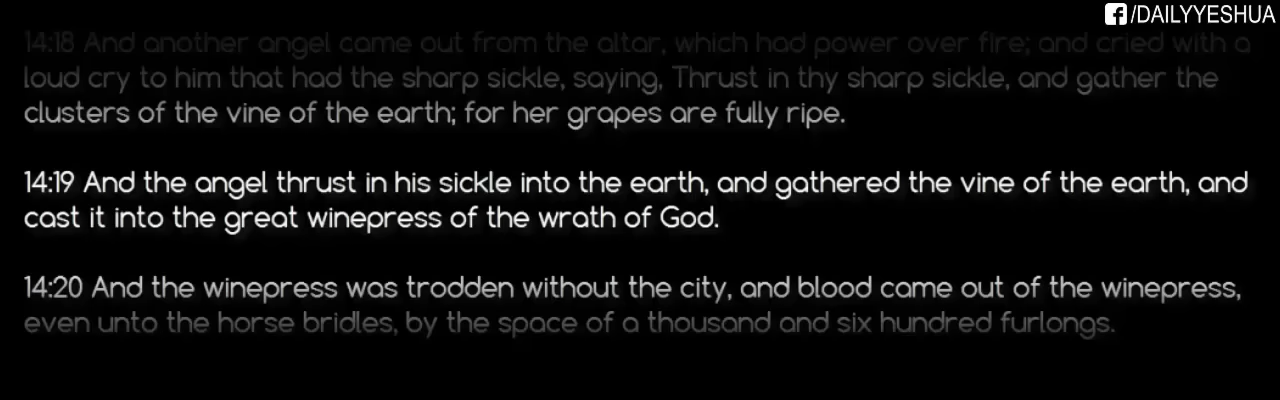 /DAILYYESHUA
14:18 And another angel came out from the altar, which had power over fire; and cried with a
loud cry to him that had the sharp sickle, saying, Thrust in thy sharp sickle, and gather the
clusters of the vine of the earth; for her grapes are fully ripe.
14:19 And the angel thrust in his sickle into the earth, and gathered the vine of the earth, and
cast it into the great winepress of the wrath of God.
14:20 And the winepress was trodden without the city, and blood came out of the winepress,
even unto the horse bridles, by the space of a thousand and six hundred furlongs.